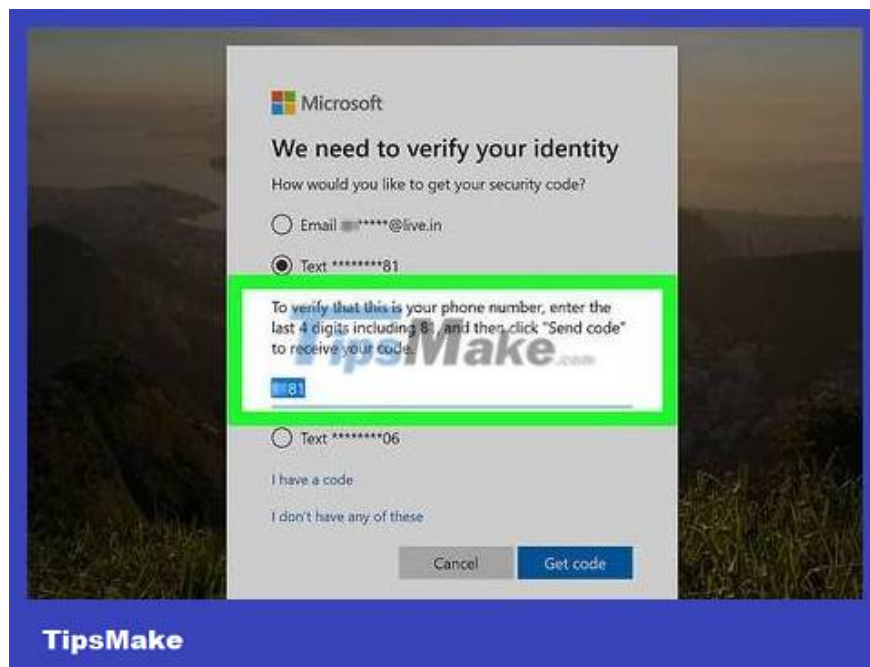 Microsoft
We need to verify your identity
How would you like to get your security code?
Email *****@live.in
Text ********81
To verify that this is your phone number, enter the
last 4 digits including 81, and then click "Send code"
to receive your code.
TipsMake.com
81
Text ********06
I have a code
I don't have any of these
Cancel
Get code
TipsMake